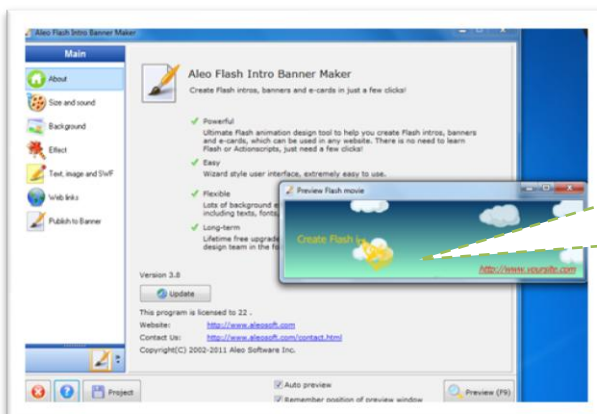 Aleo Flash Intro Banner Maker
Main
About
Size and sound
Background
Effect
Text, image and SWF
Web links
Publish to Banner
Aleo Flash Intro Banner Maker
Create Flash intros, banners and e-cards in just a few clicks!
Powerful
Ultimate Flash animation design tool to help you create Flash intros, banners
and e-cards, which can be used in any website. There is no need to learn
Flash or Actionscripts, just need a few clicks!
Easy
Wizard style user interface, extremely easy to use.
Flexible
Lots of background e
including texts, fonts,
Long-term
Lifetime free upgrade
design team in the fo
Preview Flash movie
Create Flash in
http://www.yoursite.com
Version 3.8
Update
This program is licensed to 22 .
Website: http://www.aleosoft.com
Contact Us: http://www.aleosoft.com/contact.html
Copyright(C) 2002-2011 Aleo Software Inc.
Project
Auto preview
Remember position of preview window
Preview (F9)